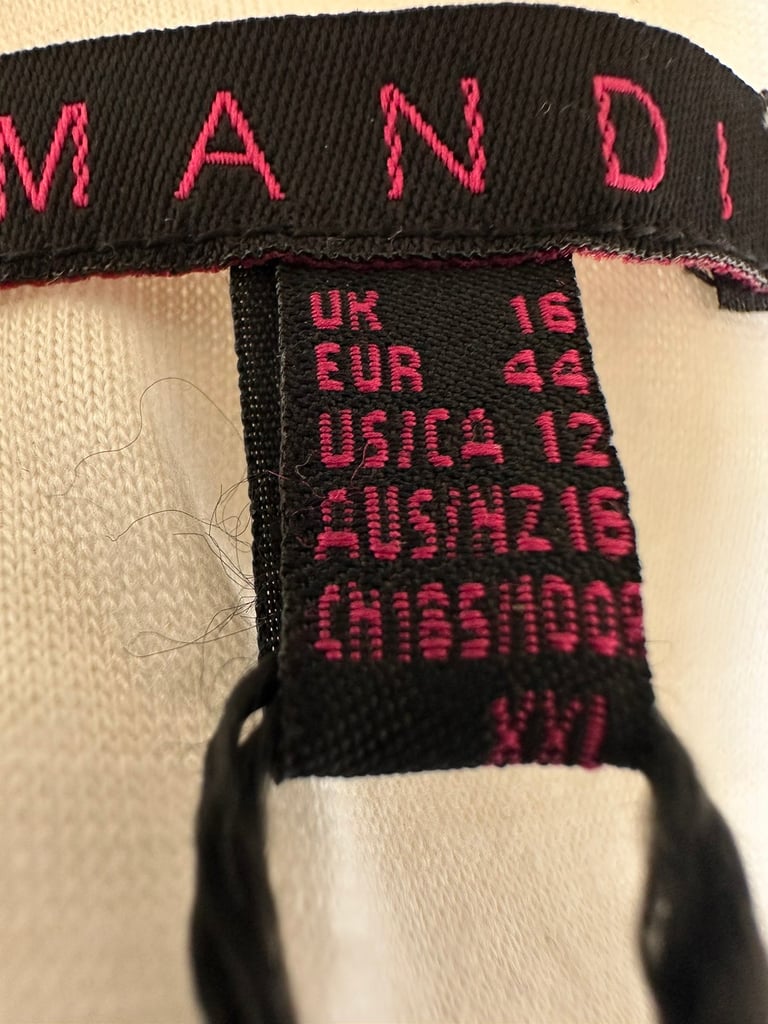 MANDI
UK 16
EUR 44
US/CA 12
AUS/NZ 16
XXL